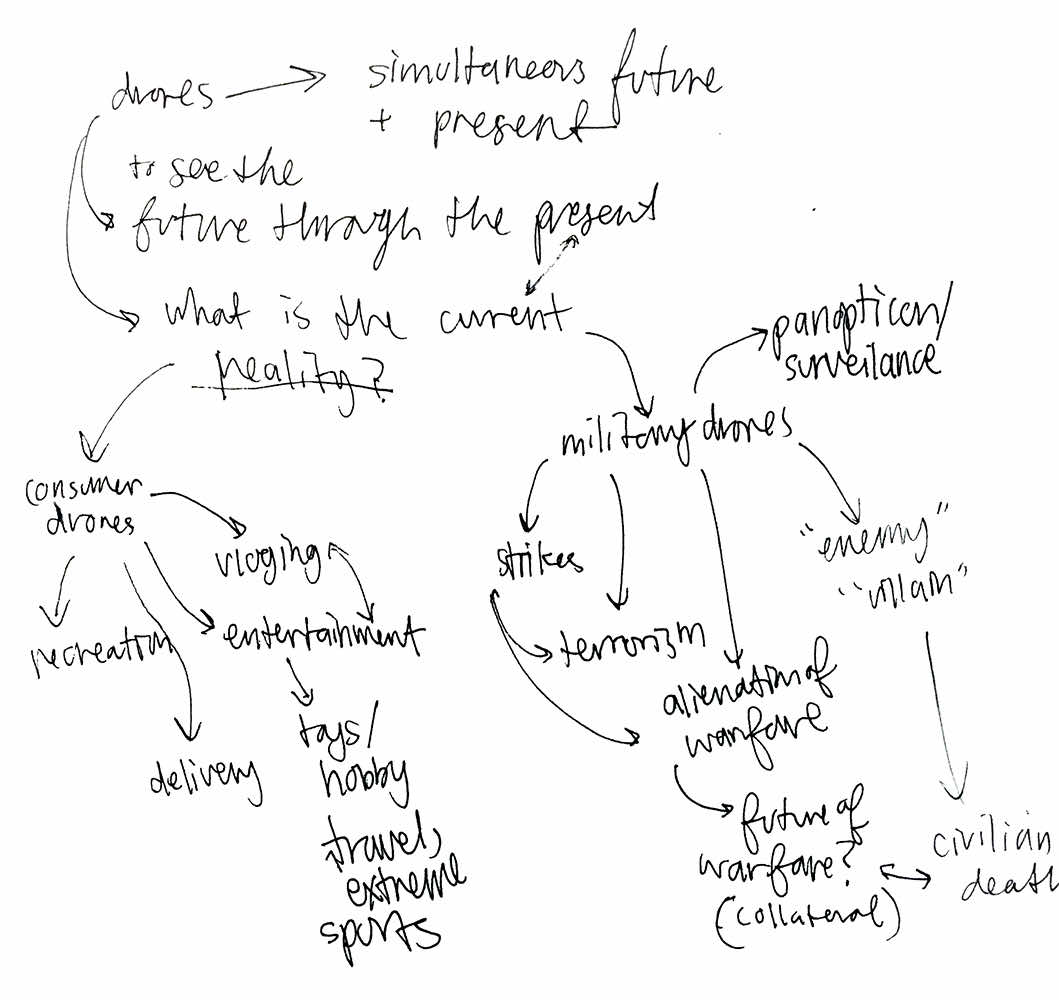 drones
simultaneous future
+ present
to see the
future through the present
what is the current
reality?
panopticon/
surveilance
military drones
consumer
drones
vloging
recreation
entertainment
delivery
toys/
hobby
travel,
extreme
sports
strikes
terrorism
alienation of
warfare
future of
warfare?
(collateral)
"enemy"
"villain"
civilian
death